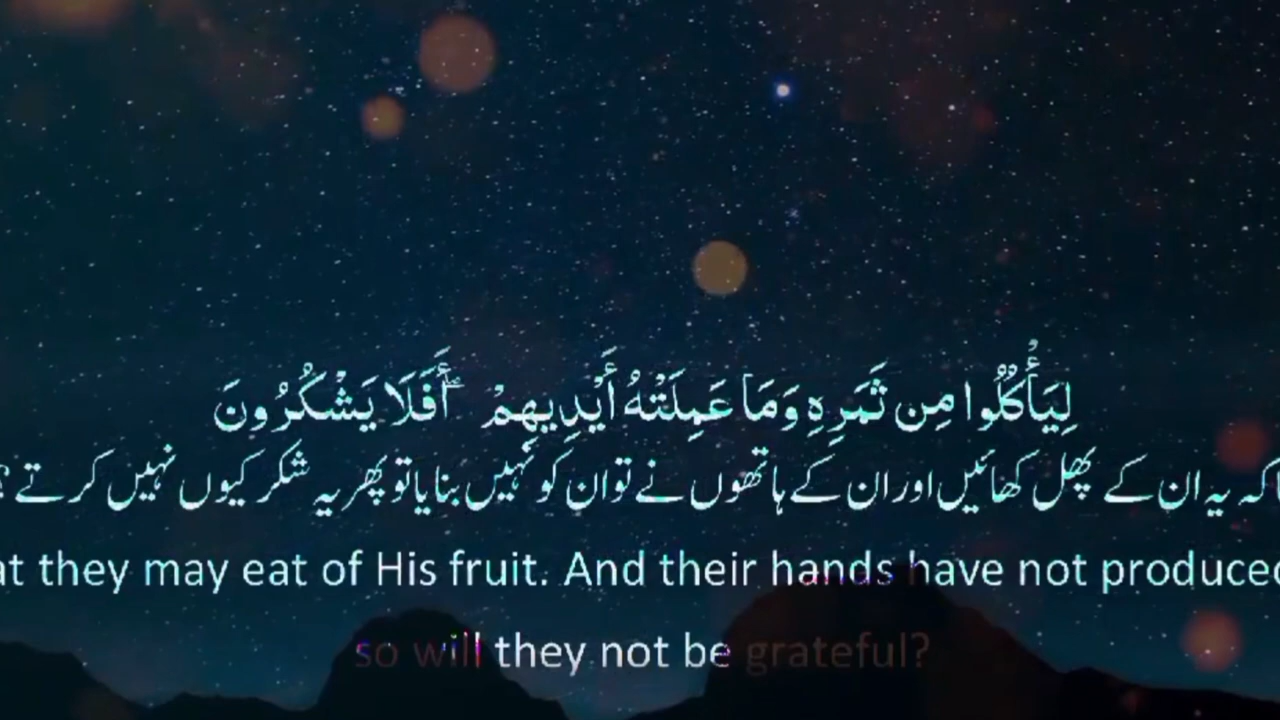 لِيَأْكُلُوا مِن ثَمَرِهِ وَمَا عَمِلَتْهُ أَيْدِيهِمْ ۖ أَفَلَا يَشْكُرُونَ
کہ یہ ان کے پھل کھائیں اور ان کے ہاتھوں نے تو ان کو نہیں بنایا تو پھر یہ شکر کیوں نہیں کرتے؟
at they may eat of His fruit. And their hands have not produced
so will they not be grateful?